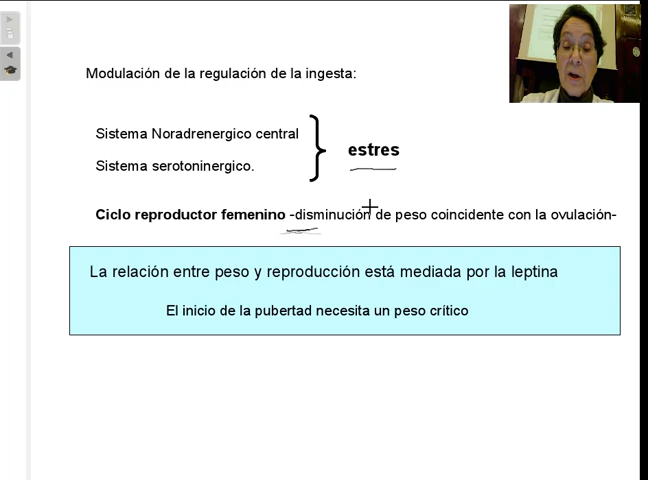 Modulación de la regulación de la ingesta:
Sistema Noradrenergico central
Sistema serotoninergico.
estres
Ciclo reproductor femenino -disminución de peso coincidente con la ovulación-
La relación entre peso y reproducción está mediada por la leptina
El inicio de la pubertad necesita un peso crítico